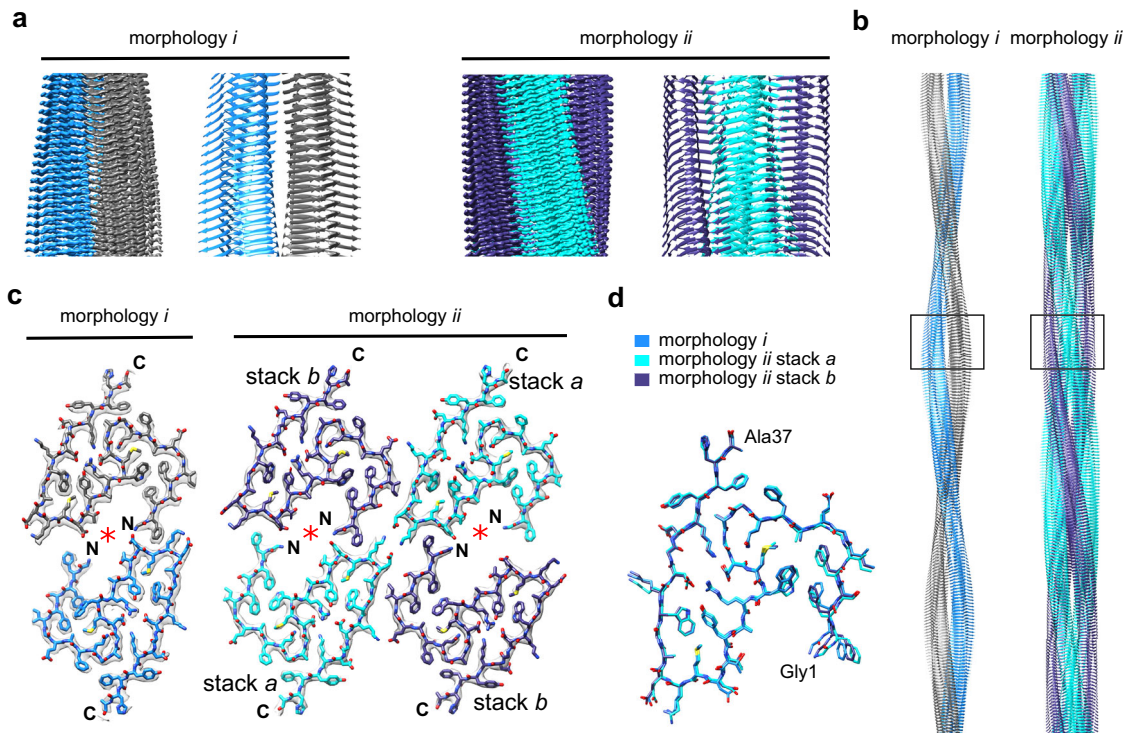 a
morphology i
morphology ii
b
morphology i morphology ii
c
morphology i
morphology ii
C
stack b
C
stack a
N
N
N
N
N
N
stack a
C
C
stack b
C
d
morphology i
morphology ii stack a
morphology ii stack b
Ala37
Gly1